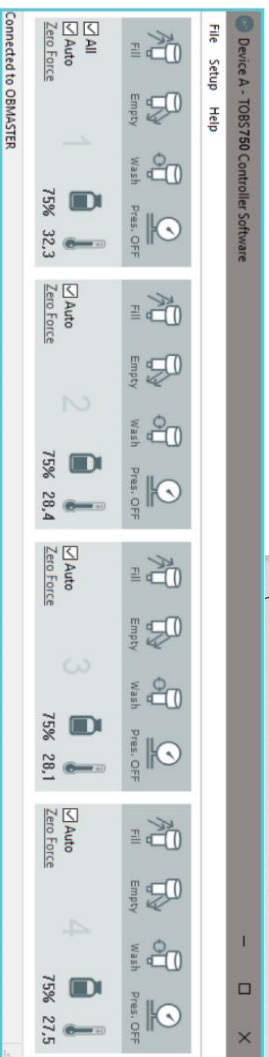 Device A - TOBS750 Controller Software
File Setup Help
Fill Empty Wash Pres. OFF
All
Auto
Zero Force
1
75% 32,3
Fill Empty Wash Pres. OFF
Auto
Zero Force
2
75% 28,4
Fill Empty Wash Pres. OFF
Auto
Zero Force
3
75% 28,1
Fill Empty Wash Pres. OFF
Auto
Zero Force
4
75% 27,5
Connected to OBMASTER